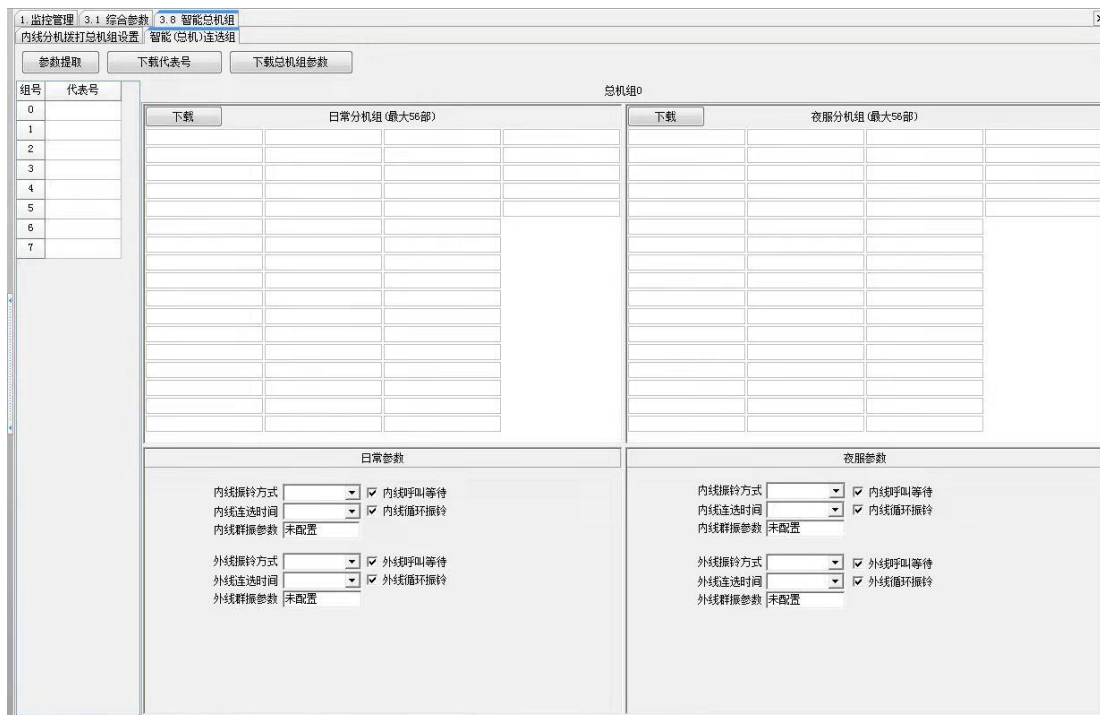 1.监控管理 3.1 综合参数 3.8 智能总机组
内线分机拨打总机组设置 智能(总机)连选组
参数提取 下载代表号 下载总机组参数
组号 代表号
总机组0
0
1
2
3
4
5
6
7
下载 日常分机组(最大56部)
下载 夜服分机组(最大56部)
日常参数
内线振铃方式 内线呼叫等待
内线连选时间 内线循环振铃
内线群振参数 未配置
外线振铃方式 外线呼叫等待
外线连选时间 外线循环振铃
外线群振参数 未配置
夜服参数
内线振铃方式 内线呼叫等待
内线连选时间 内线循环振铃
内线群振参数 未配置
外线振铃方式 外线呼叫等待
外线连选时间 外线循环振铃
外线群振参数 未配置